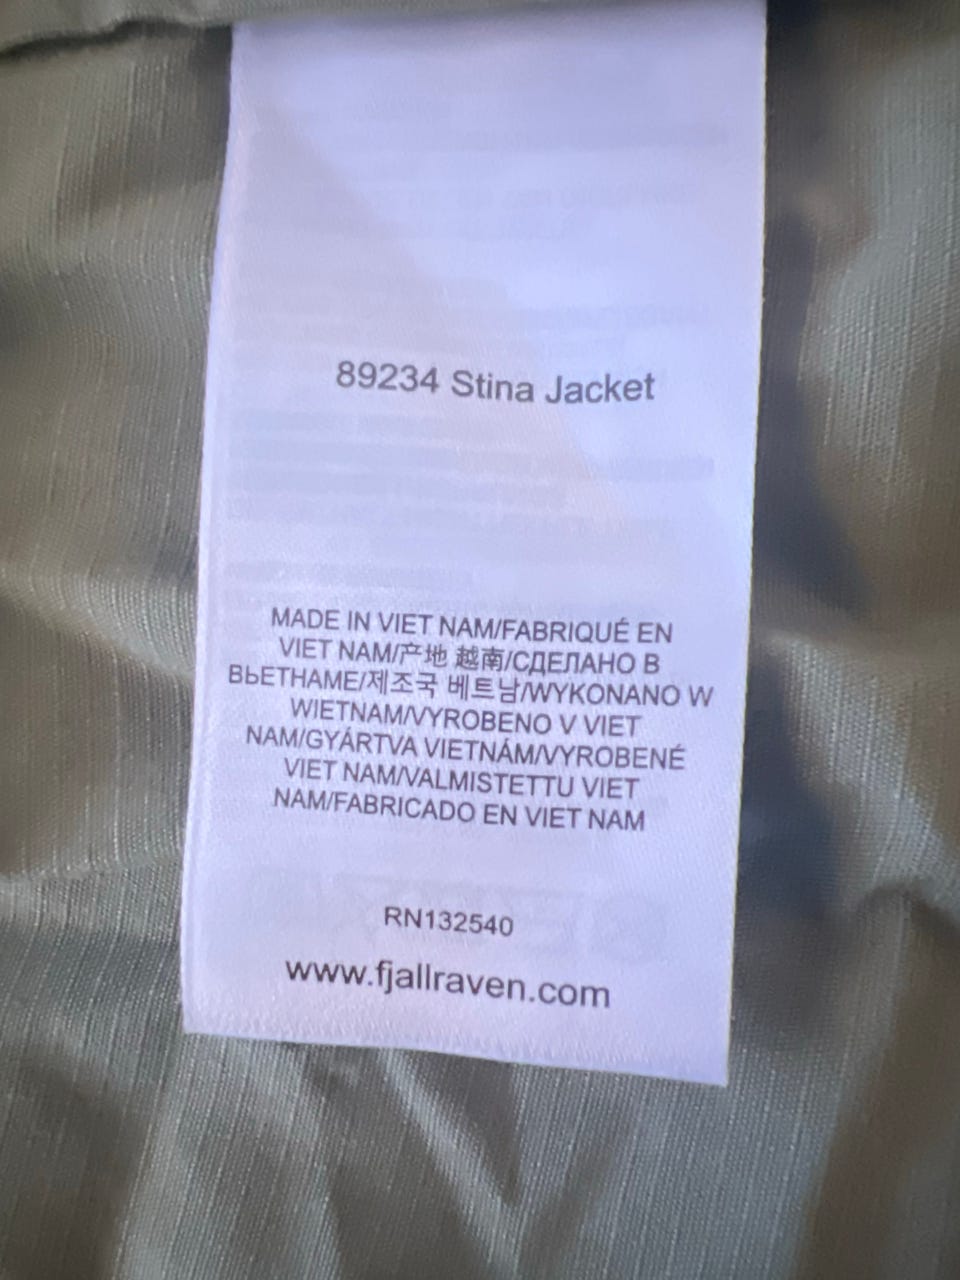 89234 Stina Jacket
MADE IN VIET NAM/FABRIQUÉ EN
VIET NAM/产地 越南/СДЕЛАНО В
ВЬЕТНАМЕ/제조국 베트남/WYKONANO W
WIETNAM/VYROBENO V VIET
NAM/GYÁRTVA VIETNÁM/VYROBENÉ
VIET NAM/VALMISTETTU VIET
NAM/FABRICADO EN VIET NAM
RN132540
www.fjallraven.com